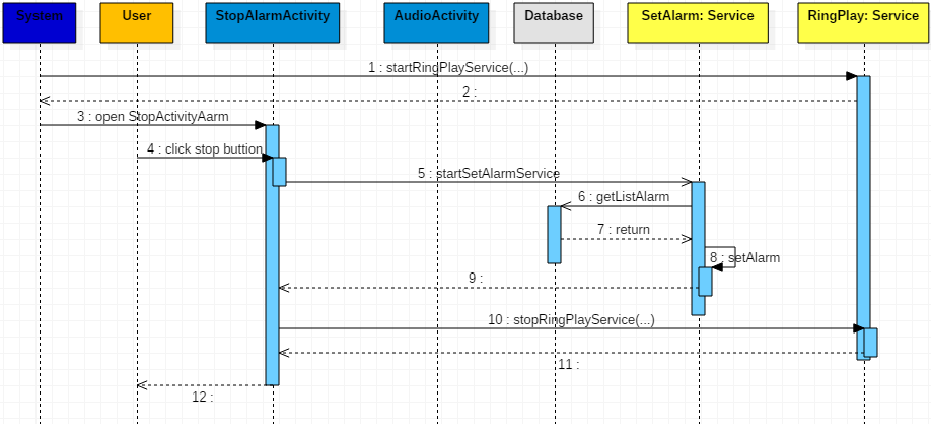 System
User
StopAlarmActivity
AudioActivity
Database
SetAlarm: Service
RingPlay: Service
1 : startRingPlayService(...)
2 :
3 : open StopActivityAarm
4 : click stop buttion
5 : startSetAlarmService
6 : getListAlarm
7 : return
8 : setAlarm
9 :
10 : stopRingPlayService(...)
11 :
12 :